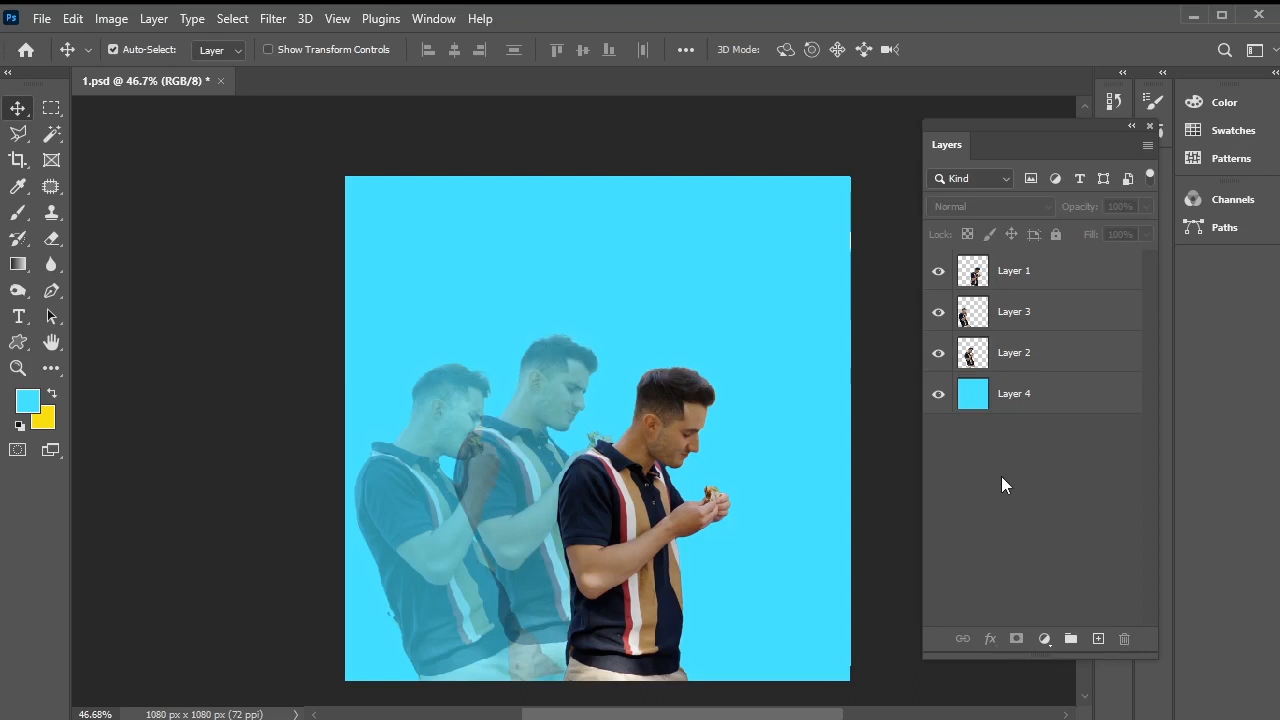 Ps File Edit Image Layer Type Select Filter 3D View Plugins Window Help
Auto-Select: Layer Show Transform Controls 3D Mode:
1.psd @ 46.7% (RGB/8) *
Layers
Kind
Normal Opacity: 100%
Lock: Fill: 100%
Layer 1
Layer 3
Layer 2
Layer 4
Color
Swatches
Patterns
Channels
Paths
46.68% 1080 px x 1080 px (72 ppi)